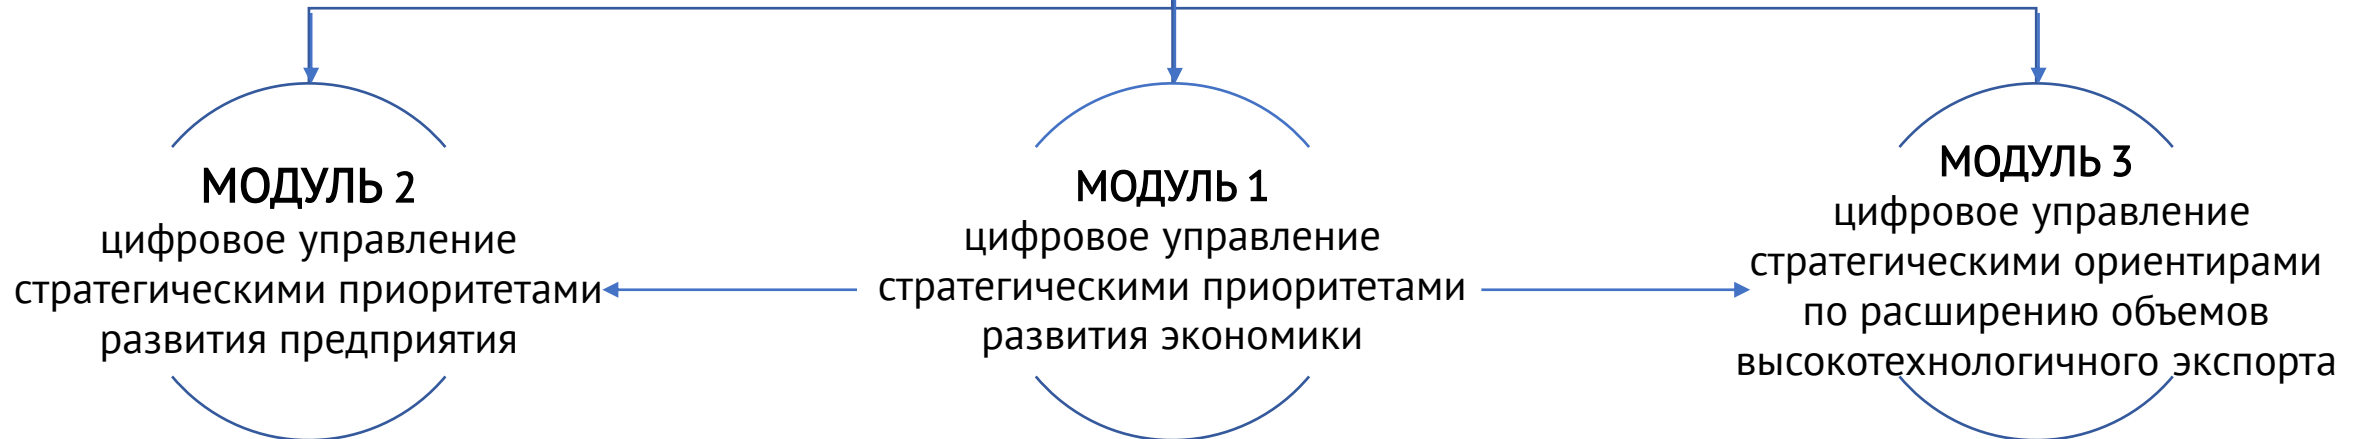 МОДУЛЬ 2
цифровое управление
стратегическими приоритетами
развития предприятия
МОДУЛЬ 1
цифровое управление
стратегическими приоритетами
развития экономики
МОДУЛЬ 3
цифровое управление
стратегическими ориентирами
по расширению объемов
высокотехнологичного экспорта